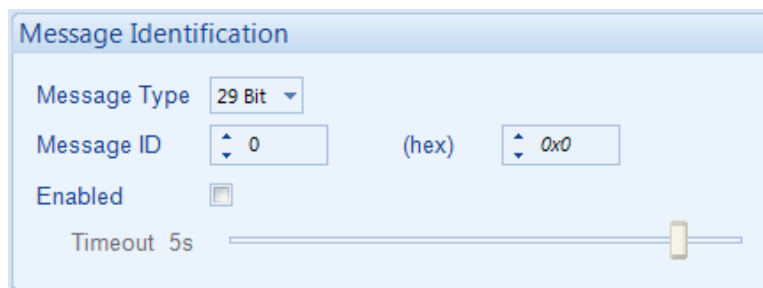 Message Identification
Message Type 29 Bit
Message ID 0 (hex) 0x0
Enabled
Timeout 5s